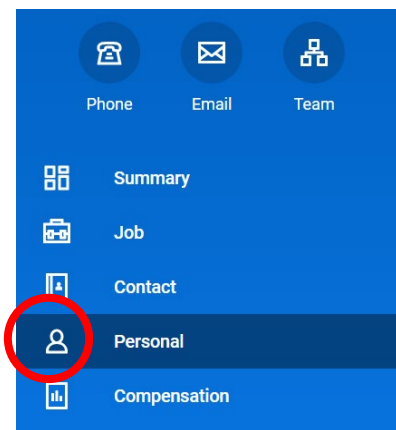 Phone Email Team
Summary
Job
Contact
Personal
Compensation